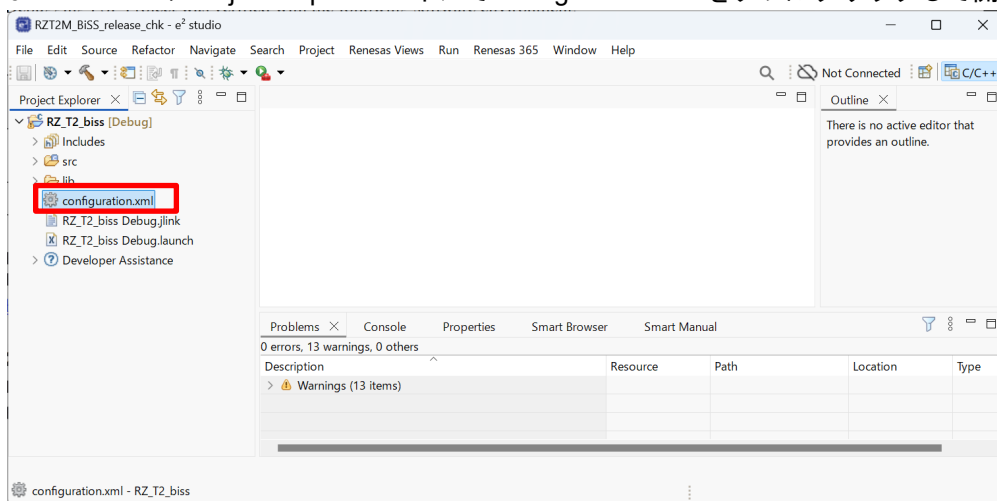 RZT2M_BiSS_release_chk - e² studio
File Edit Source Refactor Navigate Search Project Renesas Views Run Renesas 365 Window Help
Not Connected C/C++
Project Explorer
Outline
RZ_T2_biss [Debug]
There is no active editor that
provides an outline.
Includes
src
lib
configuration.xml
RZ_T2_biss Debug.jlink
RZ_T2_biss Debug.launch
Developer Assistance
Problems Console Properties Smart Browser Smart Manual
0 errors, 13 warnings, 0 others
Description Resource Path Location Type
Warnings (13 items)
configuration.xml - RZ_T2_biss